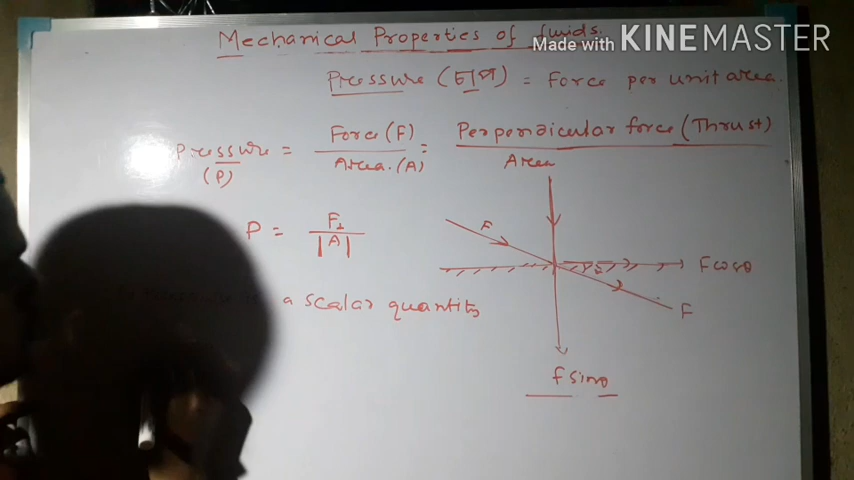 Mechanical Properties of fluids.
Made with KINEMASTER
Pressure (दाब) = Force per unit area.
Pressure (P) = Force (F) / Area. (A) = Perpendicular force (Thrust) / Area
P = F⊥ / |A|
a scalar quantity
F
F cosθ
F
f sinθ